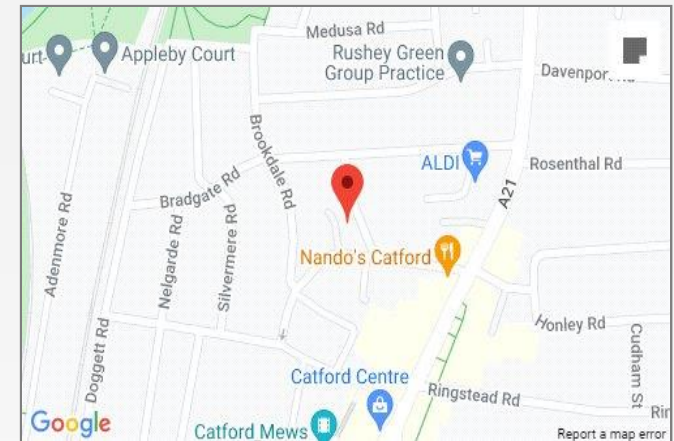 Medusa Rd
Appleby Court
Rushey Green
Group Practice
Brookdale Rd
ALDI
Rosenthal Rd
A21
Bradgate Rd
Adenmore Rd
Nelgarde Rd
Silvermere Rd
Nando's Catford
Doggett Rd
Honley Rd
Cudham St
Catford Centre
Ringstead Rd
Google
Catford Mews
Report a map error